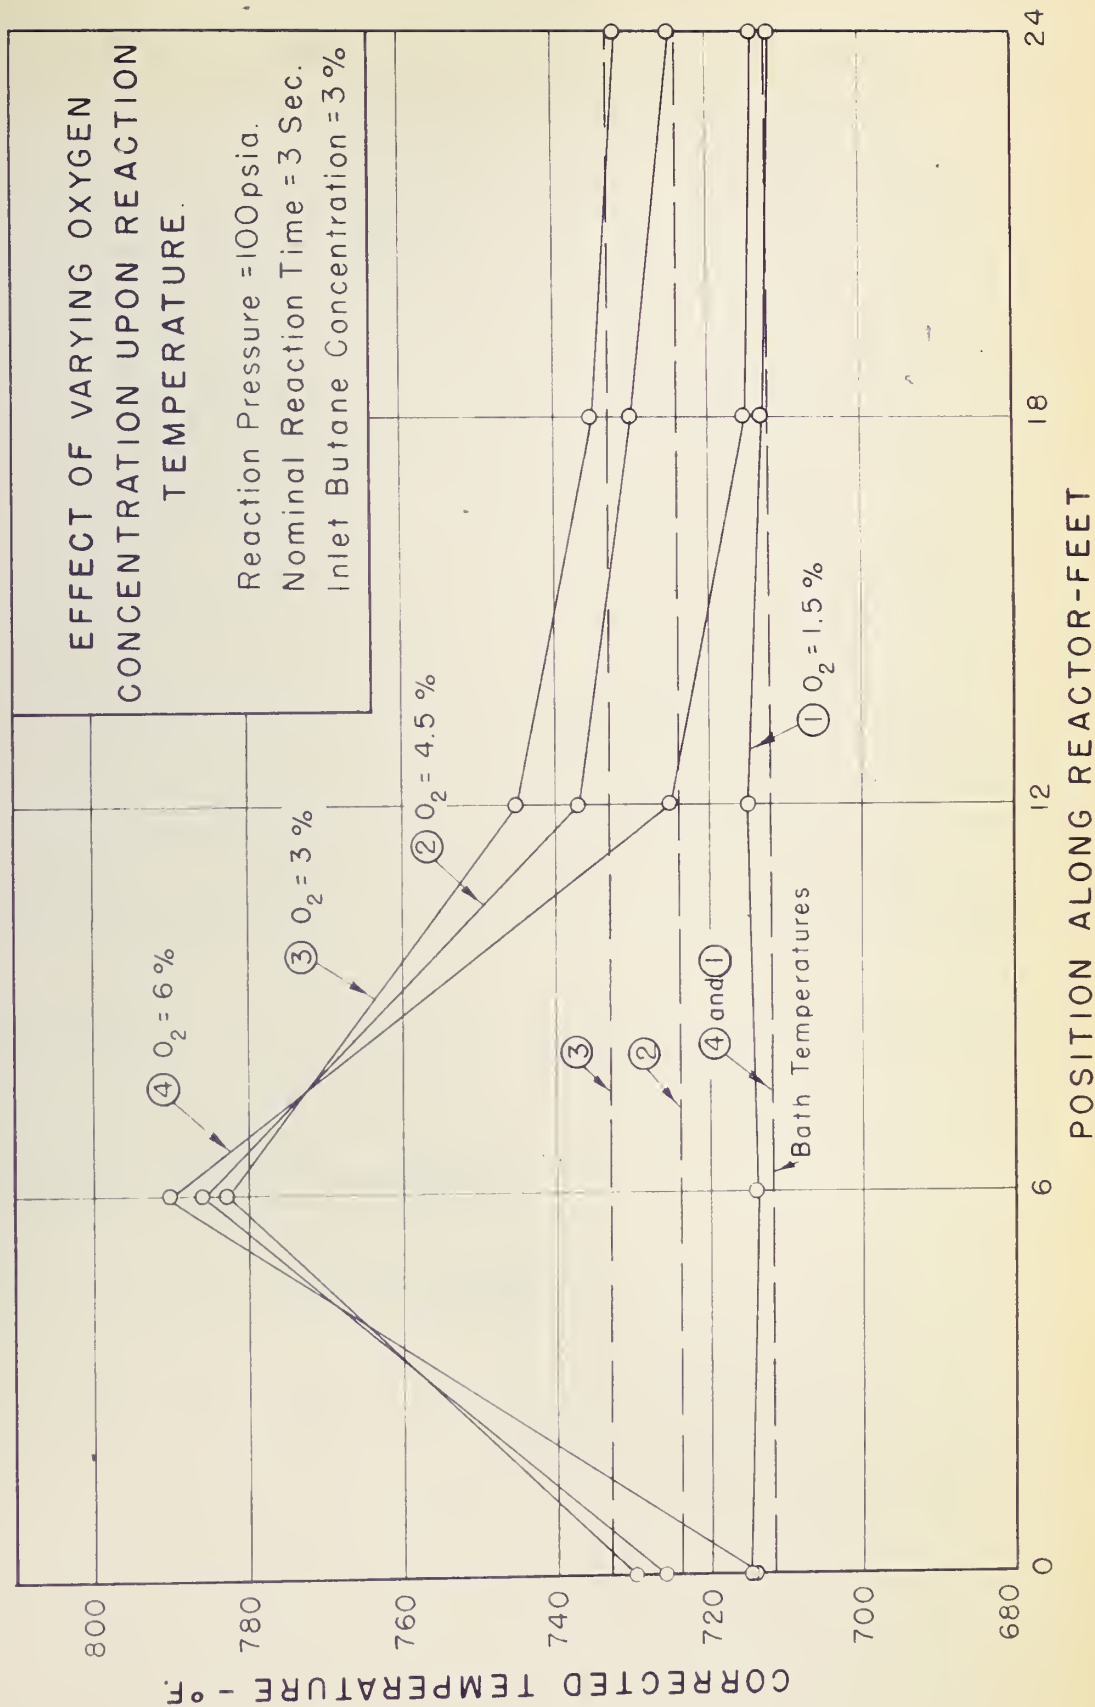 EFFECT OF VARYING OXYGEN
CONCENTRATION UPON REACTION
TEMPERATURE.
Reaction Pressure = 100psia.
Nominal Reaction Time = 3 Sec.
Inlet Butane Concentration = 3%
④ O₂ = 6%
③ O₂ = 3%
② O₂ = 4.5%
③
②
④ and ①
① O₂ = 1.5%
Bath Temperatures
CORRECTED TEMPERATURE - °F.
800
780
760
740
720
700
680
0
6
12
18
24
POSITION ALONG REACTOR-FEET